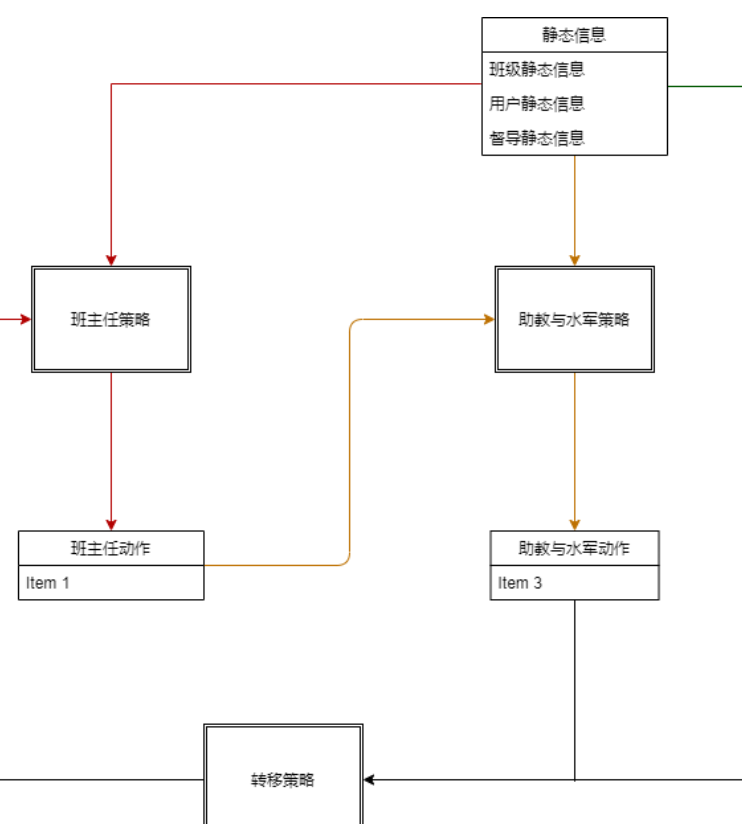 静态信息
班级静态信息
用户静态信息
督导静态信息
班主任策略
助教与水军策略
班主任动作
Item 1
助教与水军动作
Item 3
转移策略